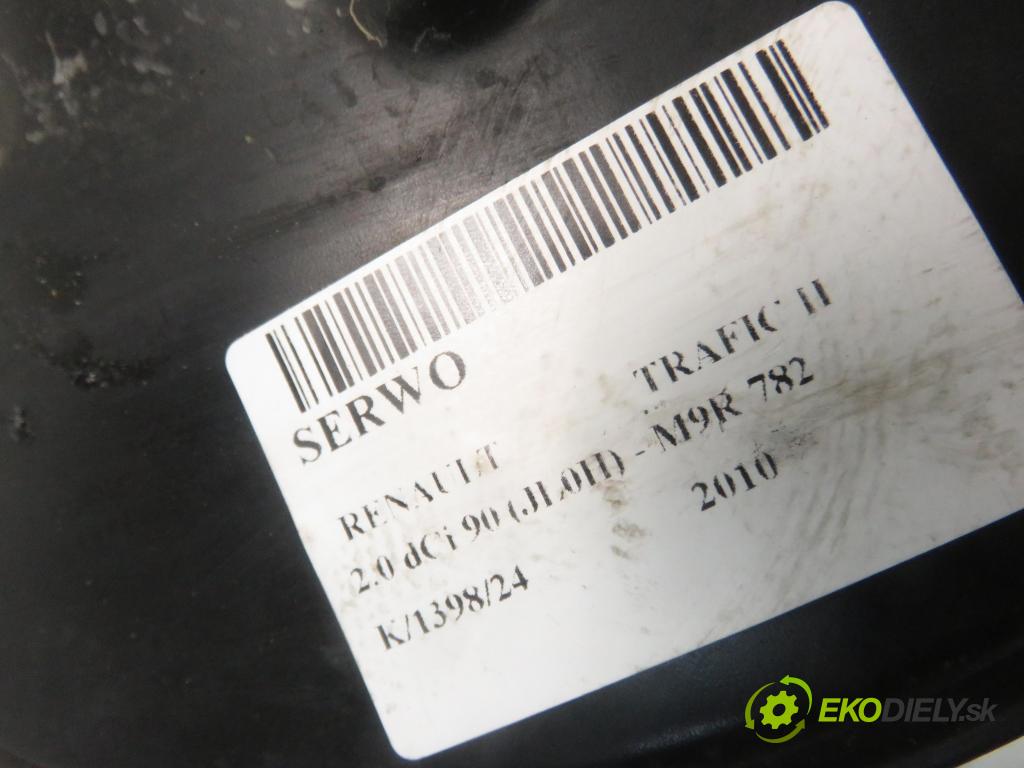 SERWO
RENAULT TRAFIC II
2.0 dCi 90 (JL0H) - M9R 782
K/1398/24 2010
EKODIELY.sk